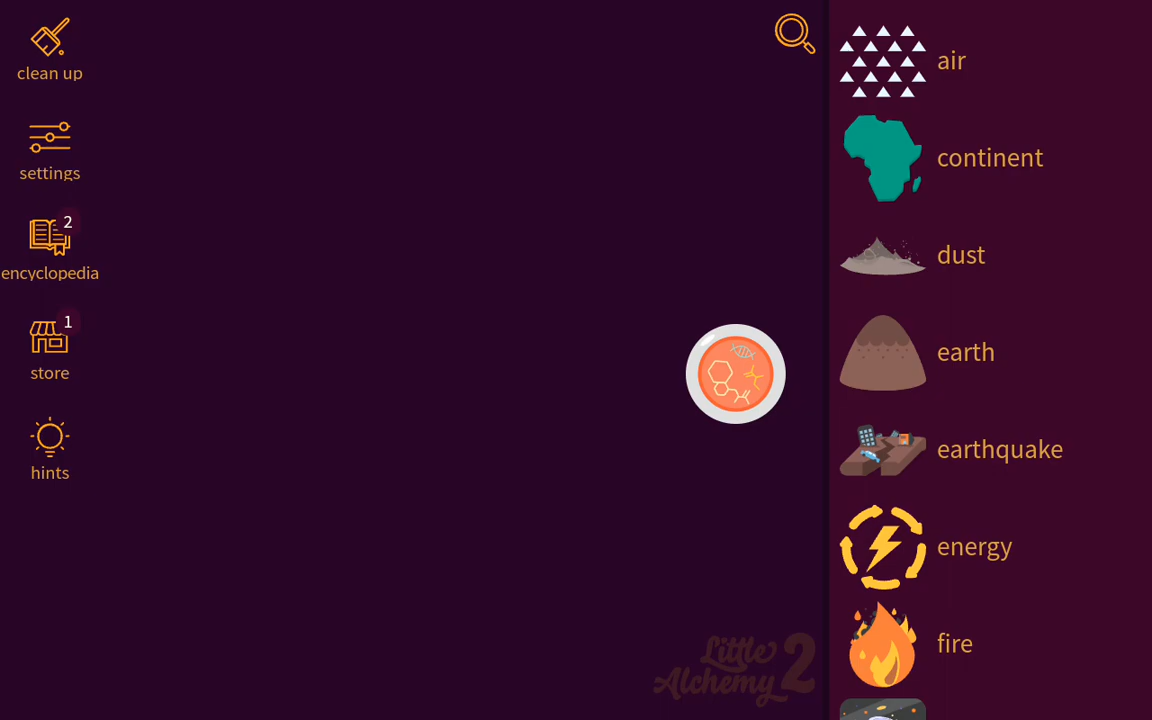 clean up
settings
2
encyclopedia
1
store
hints
air
continent
dust
earth
earthquake
energy
fire
Little
Alchemy 2